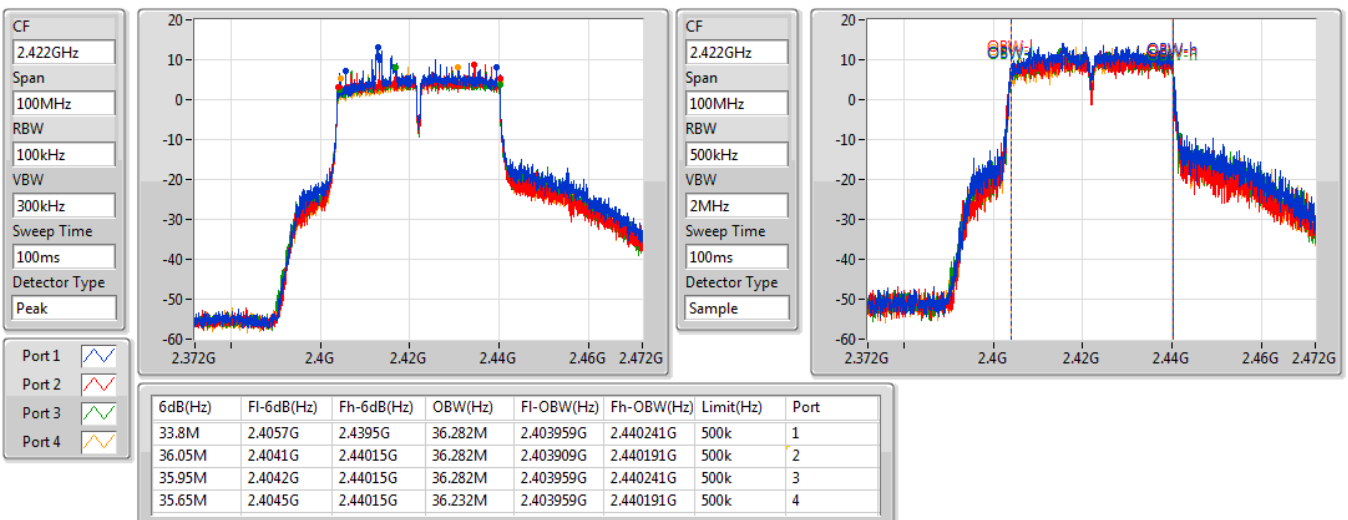 CF
2.422GHz
Span
100MHz
RBW
100kHz
VBW
300kHz
Sweep Time
100ms
Detector Type
Peak
Port 1
Port 2
Port 3
Port 4
20
10
0
-10
-20
-30
-40
-50
-60
2.372G 2.4G 2.42G 2.44G 2.46G 2.472G
CF
2.422GHz
Span
100MHz
RBW
500kHz
VBW
2MHz
Sweep Time
100ms
Detector Type
Sample
20
10
0
-10
-20
-30
-40
-50
-60
OBW-l OBW-h
2.372G 2.4G 2.42G 2.44G 2.46G 2.472G
6dB(Hz) Fl-6dB(Hz) Fh-6dB(Hz) OBW(Hz) Fl-OBW(Hz) Fh-OBW(Hz) Limit(Hz) Port
33.8M 2.4057G 2.4395G 36.282M 2.403959G 2.440241G 500k 1
36.05M 2.4041G 2.44015G 36.282M 2.403909G 2.440191G 500k 2
35.95M 2.4042G 2.44015G 36.282M 2.403959G 2.440241G 500k 3
35.65M 2.4045G 2.44015G 36.232M 2.403959G 2.440191G 500k 4